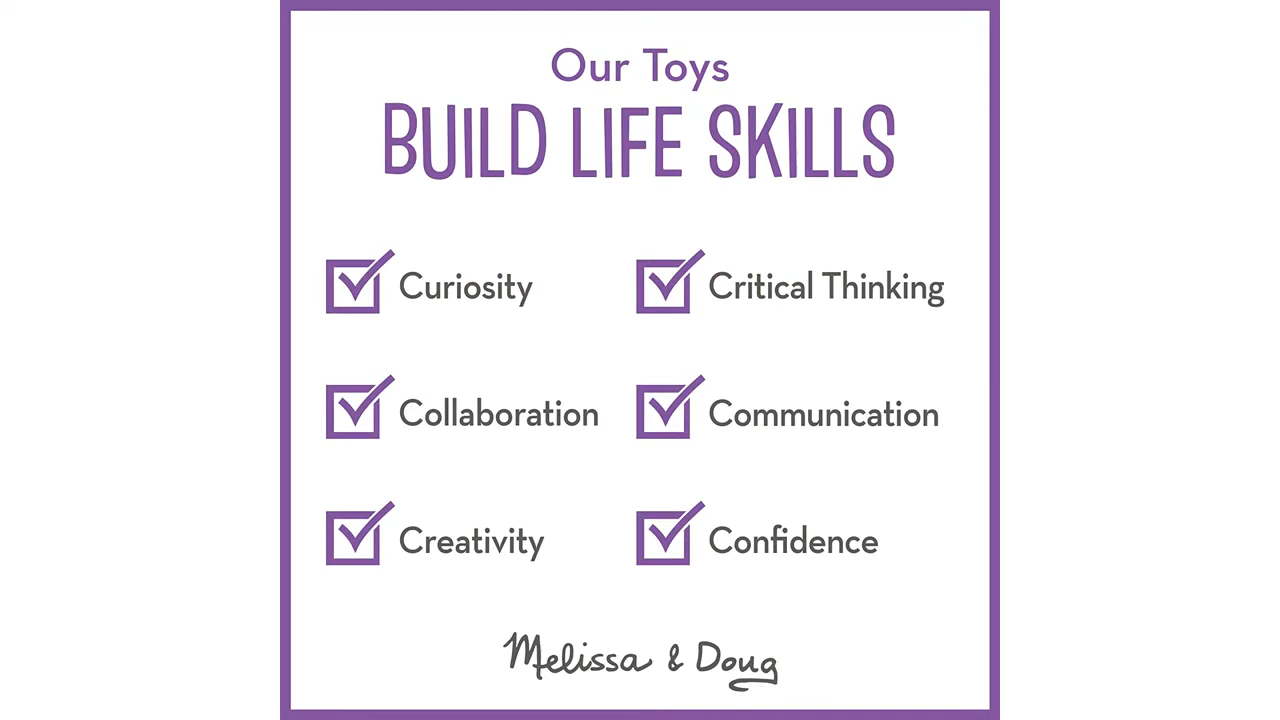 Our Toys
BUILD LIFE SKILLS
Curiosity
Critical Thinking
Collaboration
Communication
Creativity
Confidence
Melissa & Doug